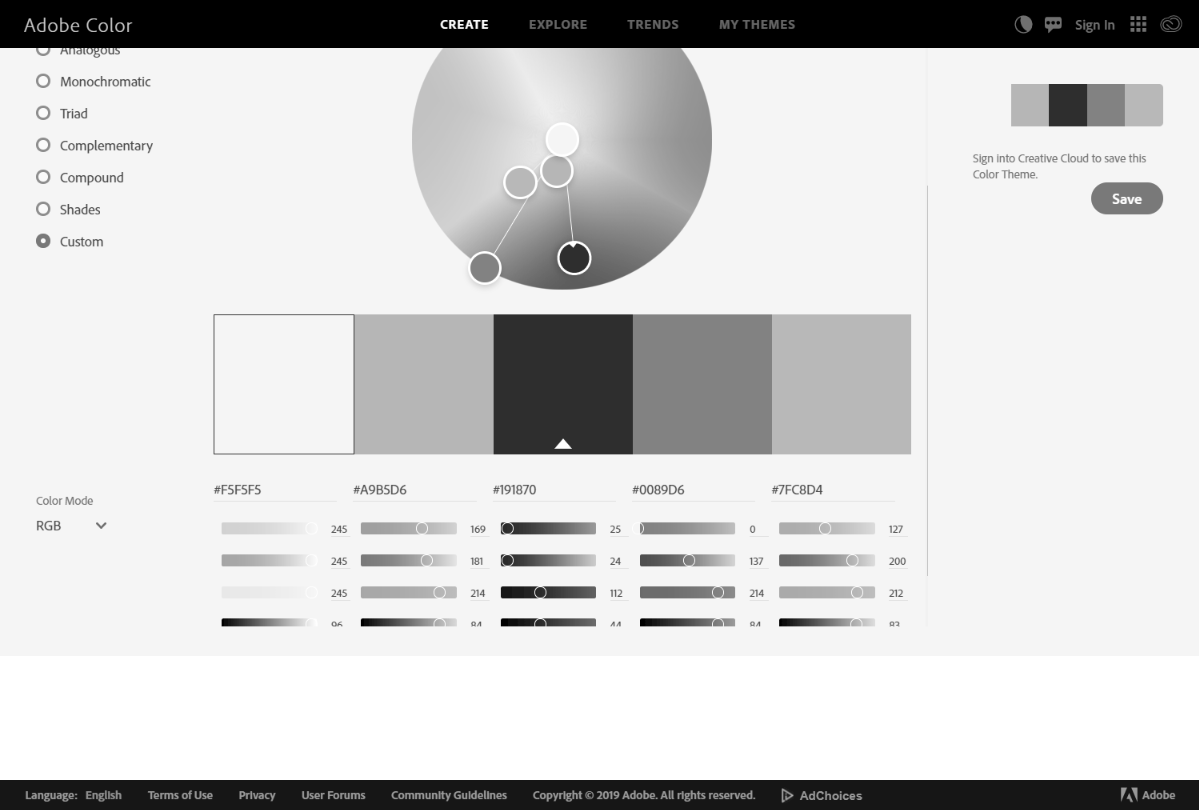 Adobe Color CREATE EXPLORE TRENDS MY THEMES Sign In
Analogous
Monochromatic
Triad
Complementary
Compound
Shades
Custom
Sign into Creative Cloud to save this
Color Theme.
Save
#F5F5F5 #A9B5D6 #191870 #0089D6 #7FC8D4
Color Mode
RGB
245 169 25 0 127
245 181 24 137 200
245 214 112 214 212
96 84 44 84 83
Language: English Terms of Use Privacy User Forums Community Guidelines Copyright © 2019 Adobe. All rights reserved. AdChoices Adobe